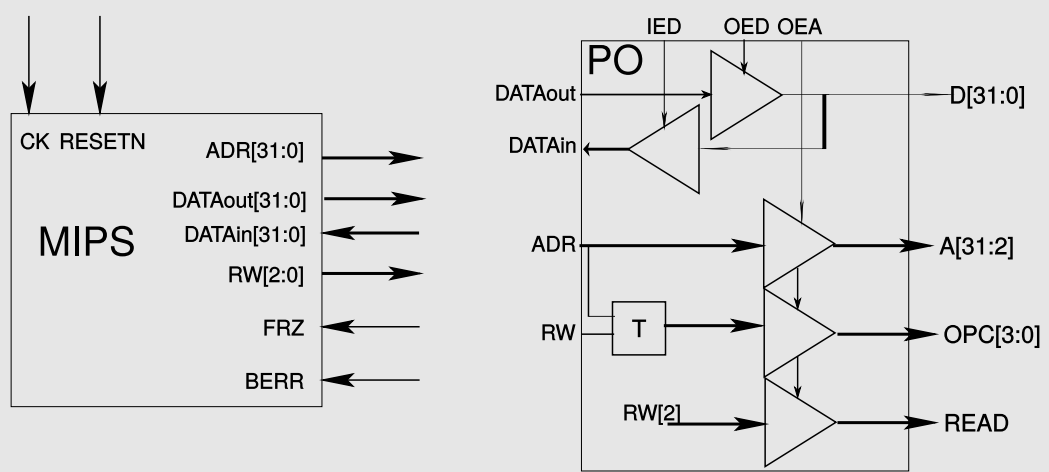 CK RESETN
ADR[31:0]
DATAout[31:0]
MIPS
DATAin[31:0]
RW[2:0]
FRZ
BERR
IED OED OEA
PO
DATAout
D[31:0]
DATAin
ADR
A[31:2]
RW
T
OPC[3:0]
RW[2]
READ